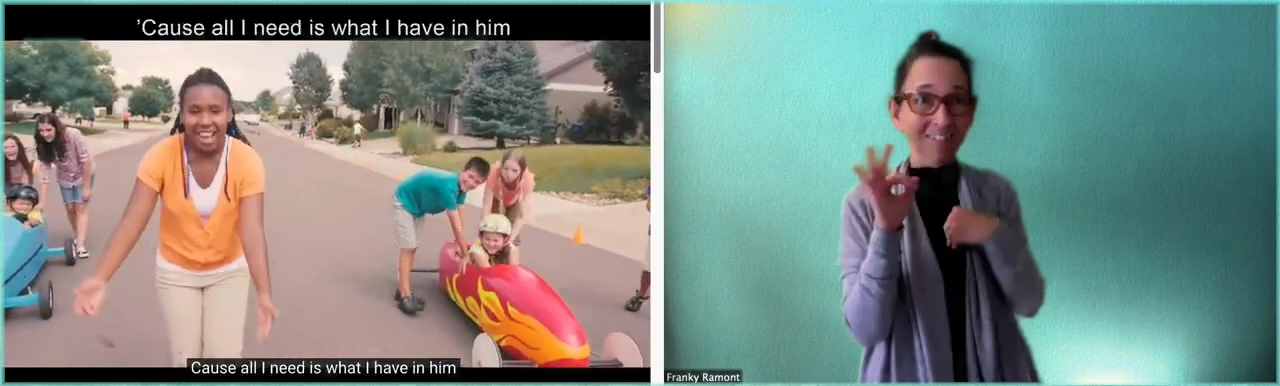 ’Cause all I need is what I have in him
Cause all I need is what I have in him
Franky Ramont